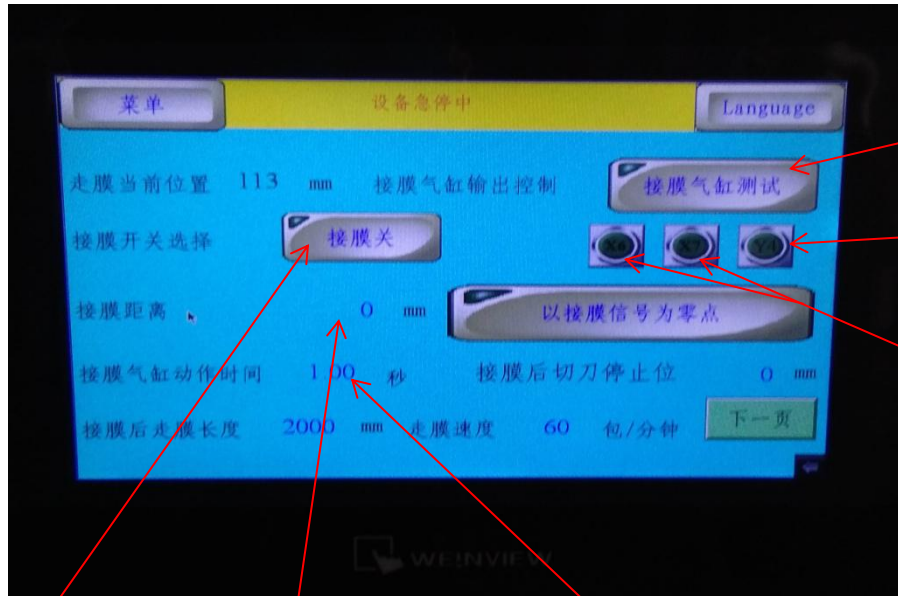 菜单 设备急停中 Language
走膜当前位置 113 mm 接膜气缸输出控制 接膜气缸测试
接膜开关选择 接膜关 X6 X7 Y4
接膜距离 0 mm 以接膜信号为零点
接膜气缸动作时间 1.00 秒 接膜后切刀停止位 0 mm
接膜后走膜长度 2000 mm 走膜速度 60 包/分钟 下一页
WEINVIEW